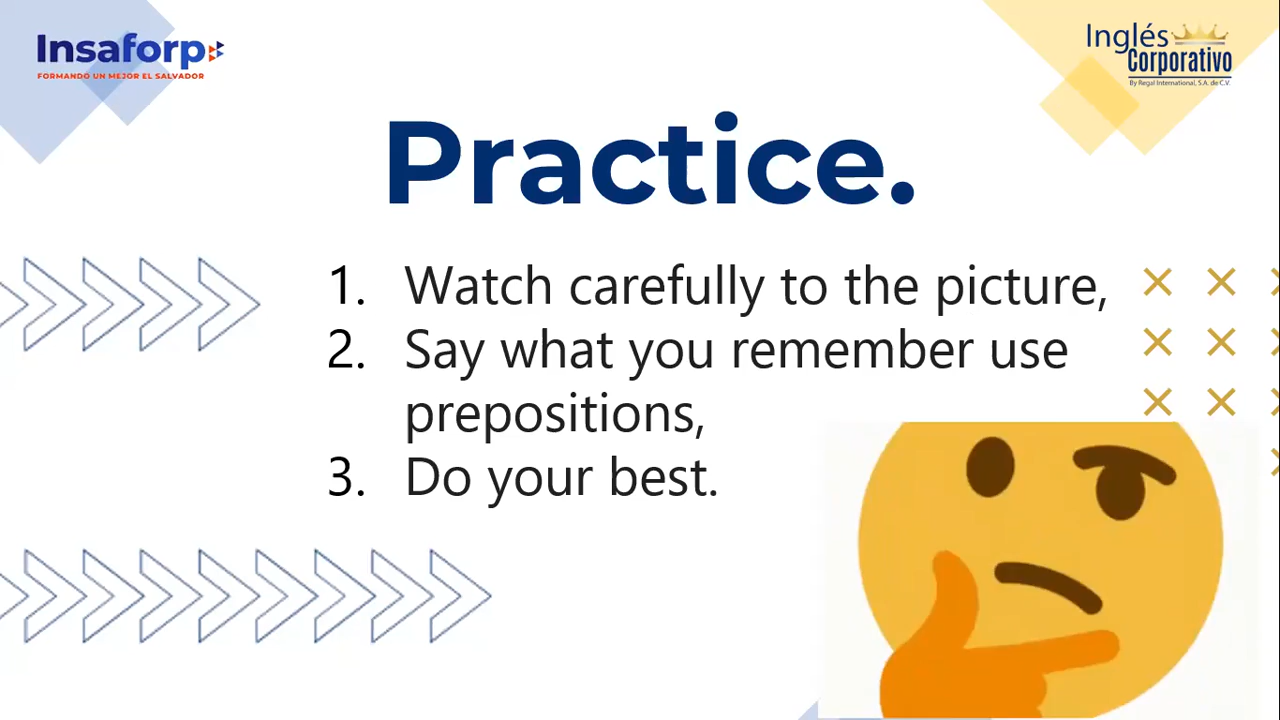 Insaforp
FORMANDO UN MEJOR EL SALVADOR
Inglés
Corporativo
By Regal International, S.A. de C.V.
Practice.
1. Watch carefully to the picture,
2. Say what you remember use
prepositions,
3. Do your best.